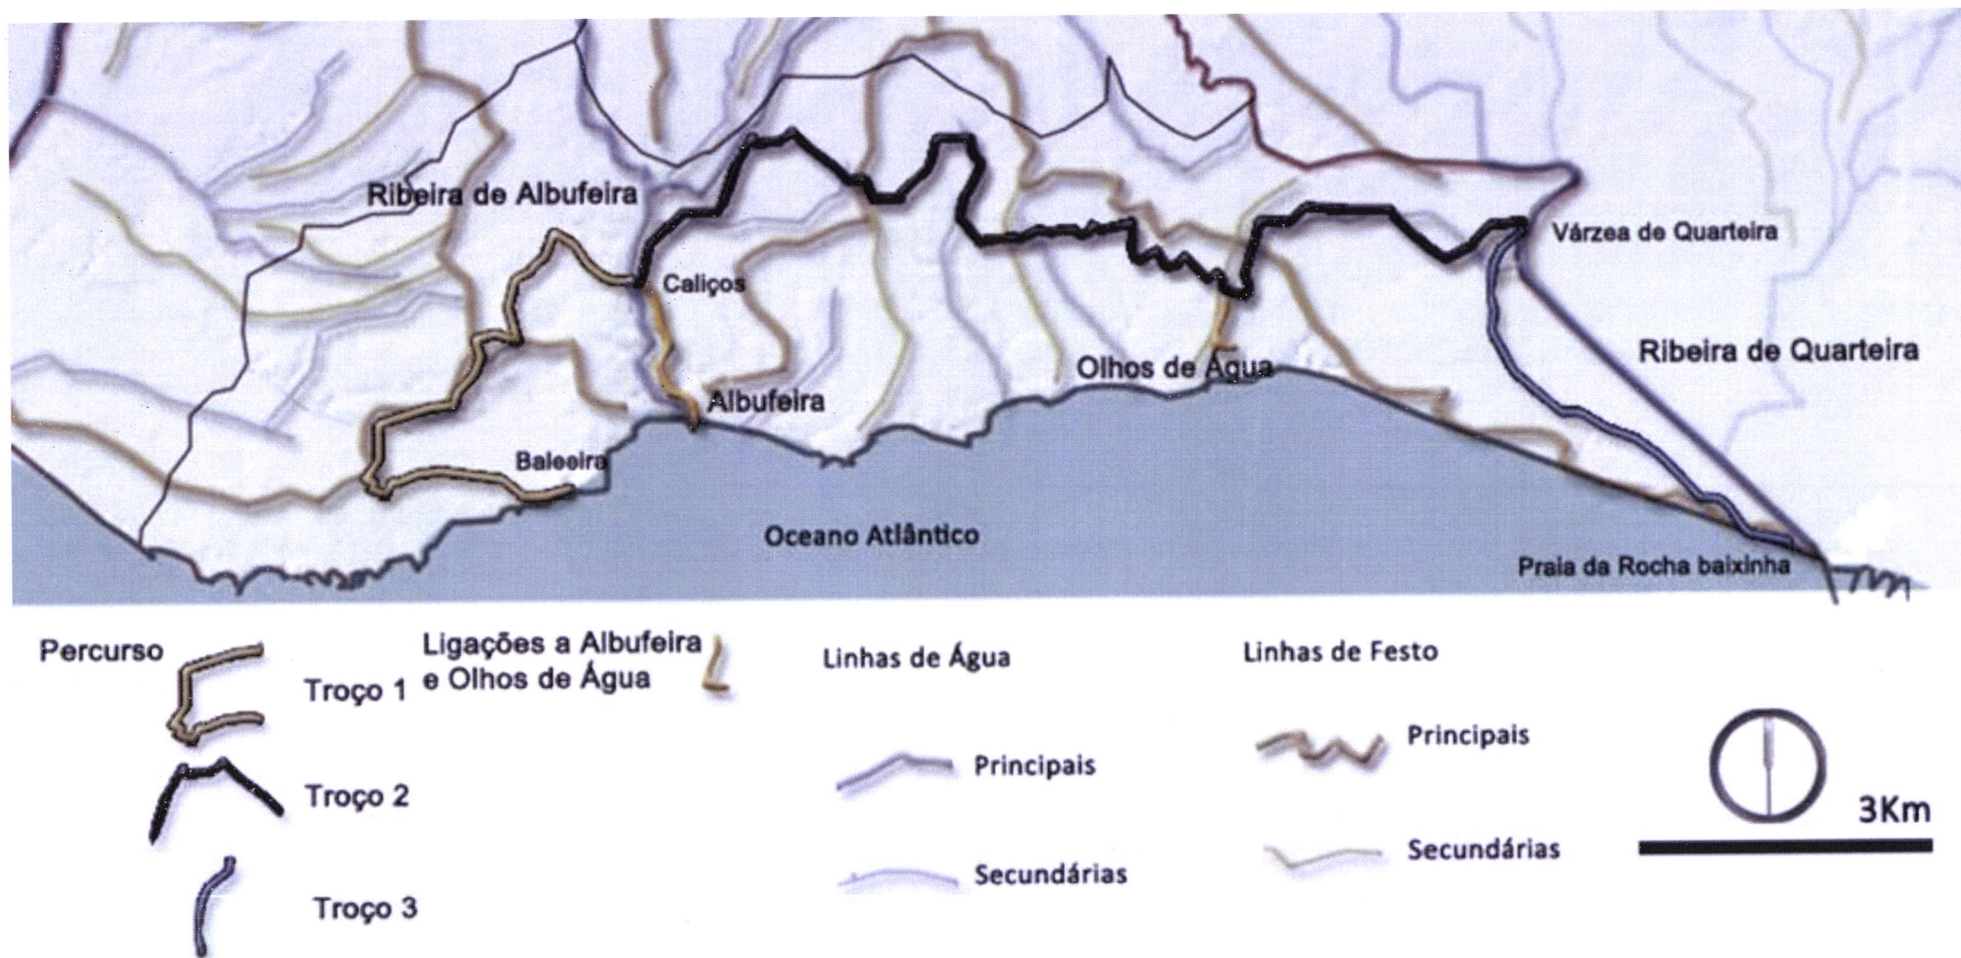 Ribeira de Albufeira
Várzea de Quarteira
Caliços
Ribeira de Quarteira
Olhos de Água
Albufeira
Baleeira
Oceano Atlântico
Praia da Rocha baixinha
Percurso
Troço 1
Troço 2
Troço 3
Ligações a Albufeira
e Olhos de Água
Linhas de Água
Principais
Secundárias
Linhas de Festo
Principais
Secundárias
3Km